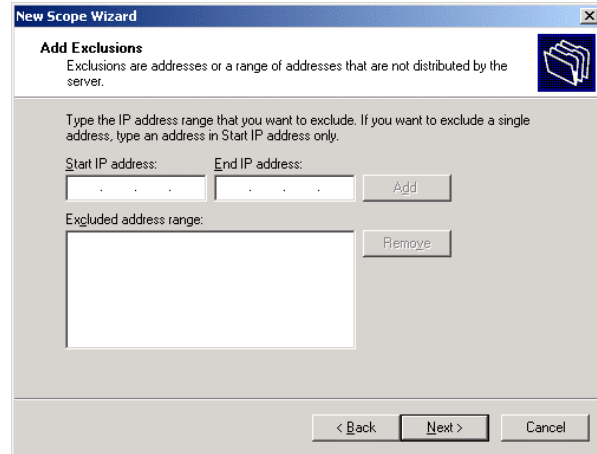 New Scope Wizard
Add Exclusions
Exclusions are addresses or a range of addresses that are not distributed by the
server.
Type the IP address range that you want to exclude. If you want to exclude a single
address, type an address in Start IP address only.
Start IP address: End IP address:
. . . . . . Add
Excluded address range:
Remove
< Back Next > Cancel